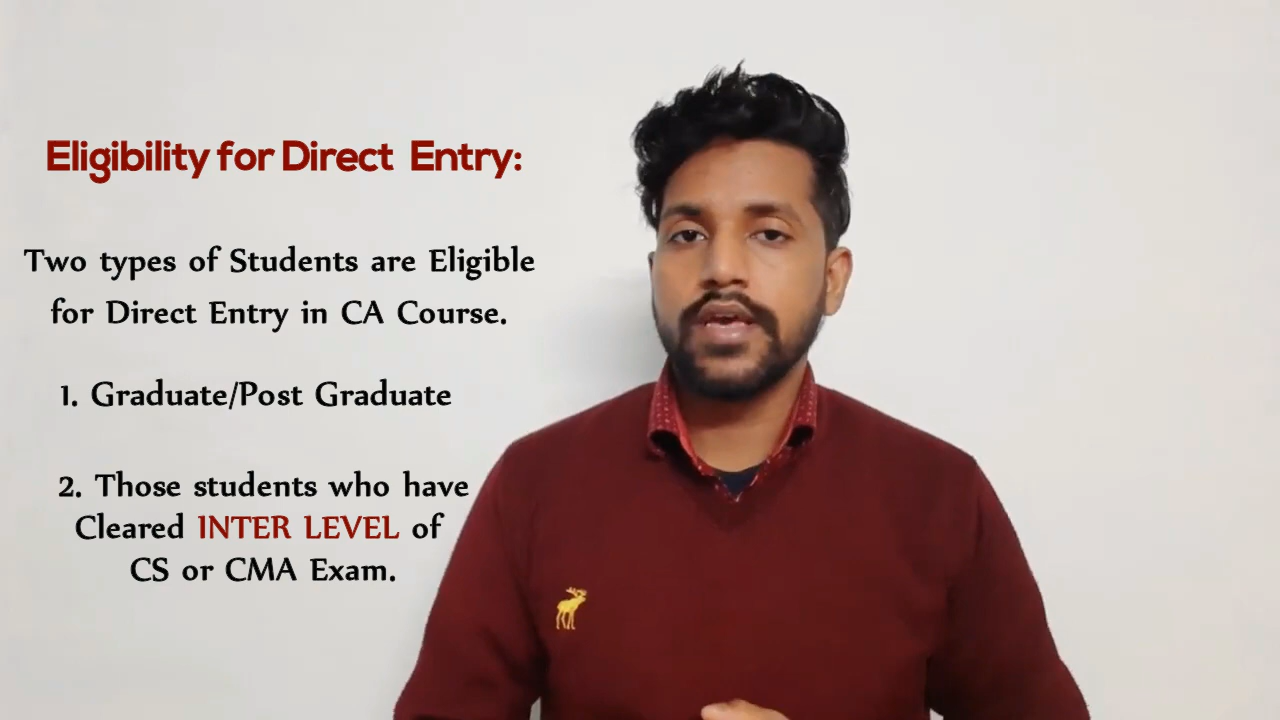 Eligibility for Direct Entry:
Two types of Students are Eligible
for Direct Entry in CA Course.
1. Graduate/Post Graduate
2. Those students who have
Cleared INTER LEVEL of
CS or CMA Exam.